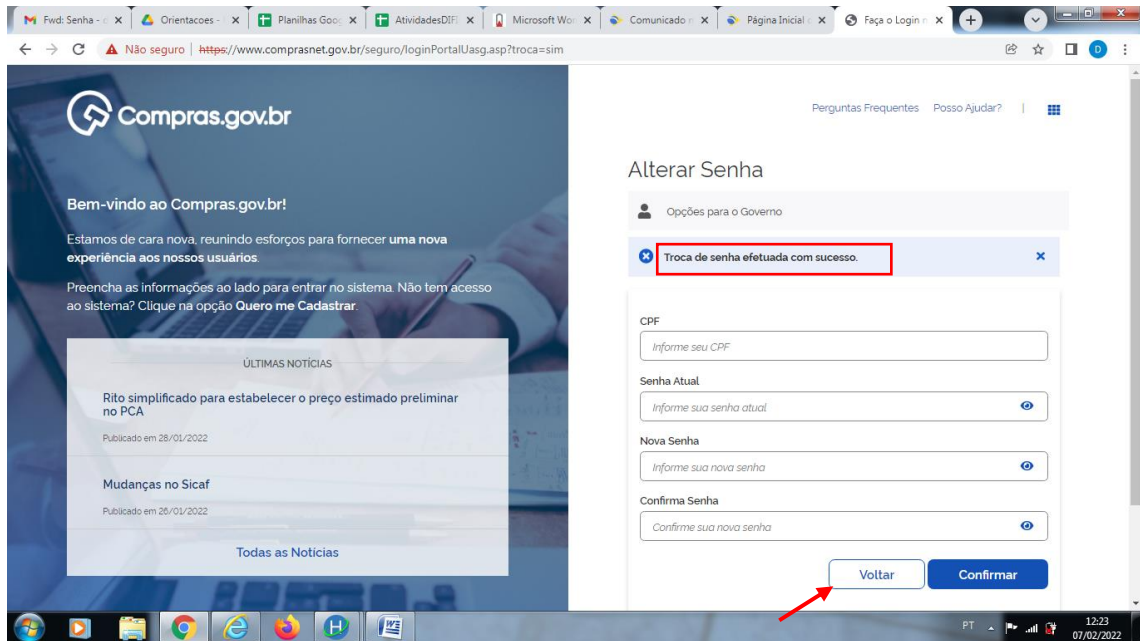 Fwd: Senha -
Orientacoes -
Planilhas Goo
AtividadesDIF
Microsoft Wo
Comunicado
Página Inicial
Faça o Login
Não seguro | https://www.comprasnet.gov.br/seguro/loginPortalUasg.asp?troca=sim
D
Compras.gov.br
Bem-vindo ao Compras.gov.br!
Estamos de cara nova, reunindo esforços para fornecer uma nova
experiência aos nossos usuários.
Preencha as informações ao lado para entrar no sistema. Não tem acesso
ao sistema? Clique na opção Quero me Cadastrar.
ÚLTIMAS NOTÍCIAS
Rito simplificado para estabelecer o preço estimado preliminar
no PCA
Publicado em 28/01/2022
Mudanças no Sicaf
Publicado em 26/01/2022
Todas as Notícias
Perguntas Frequentes Posso Ajudar? |
Alterar Senha
Opções para o Governo
Troca de senha efetuada com sucesso.
CPF
Informe seu CPF
Senha Atual
Informe sua senha atual
Nova Senha
Informe sua nova senha
Confirma Senha
Confirme sua nova senha
Voltar
Confirmar
PT
12:23
07/02/2022